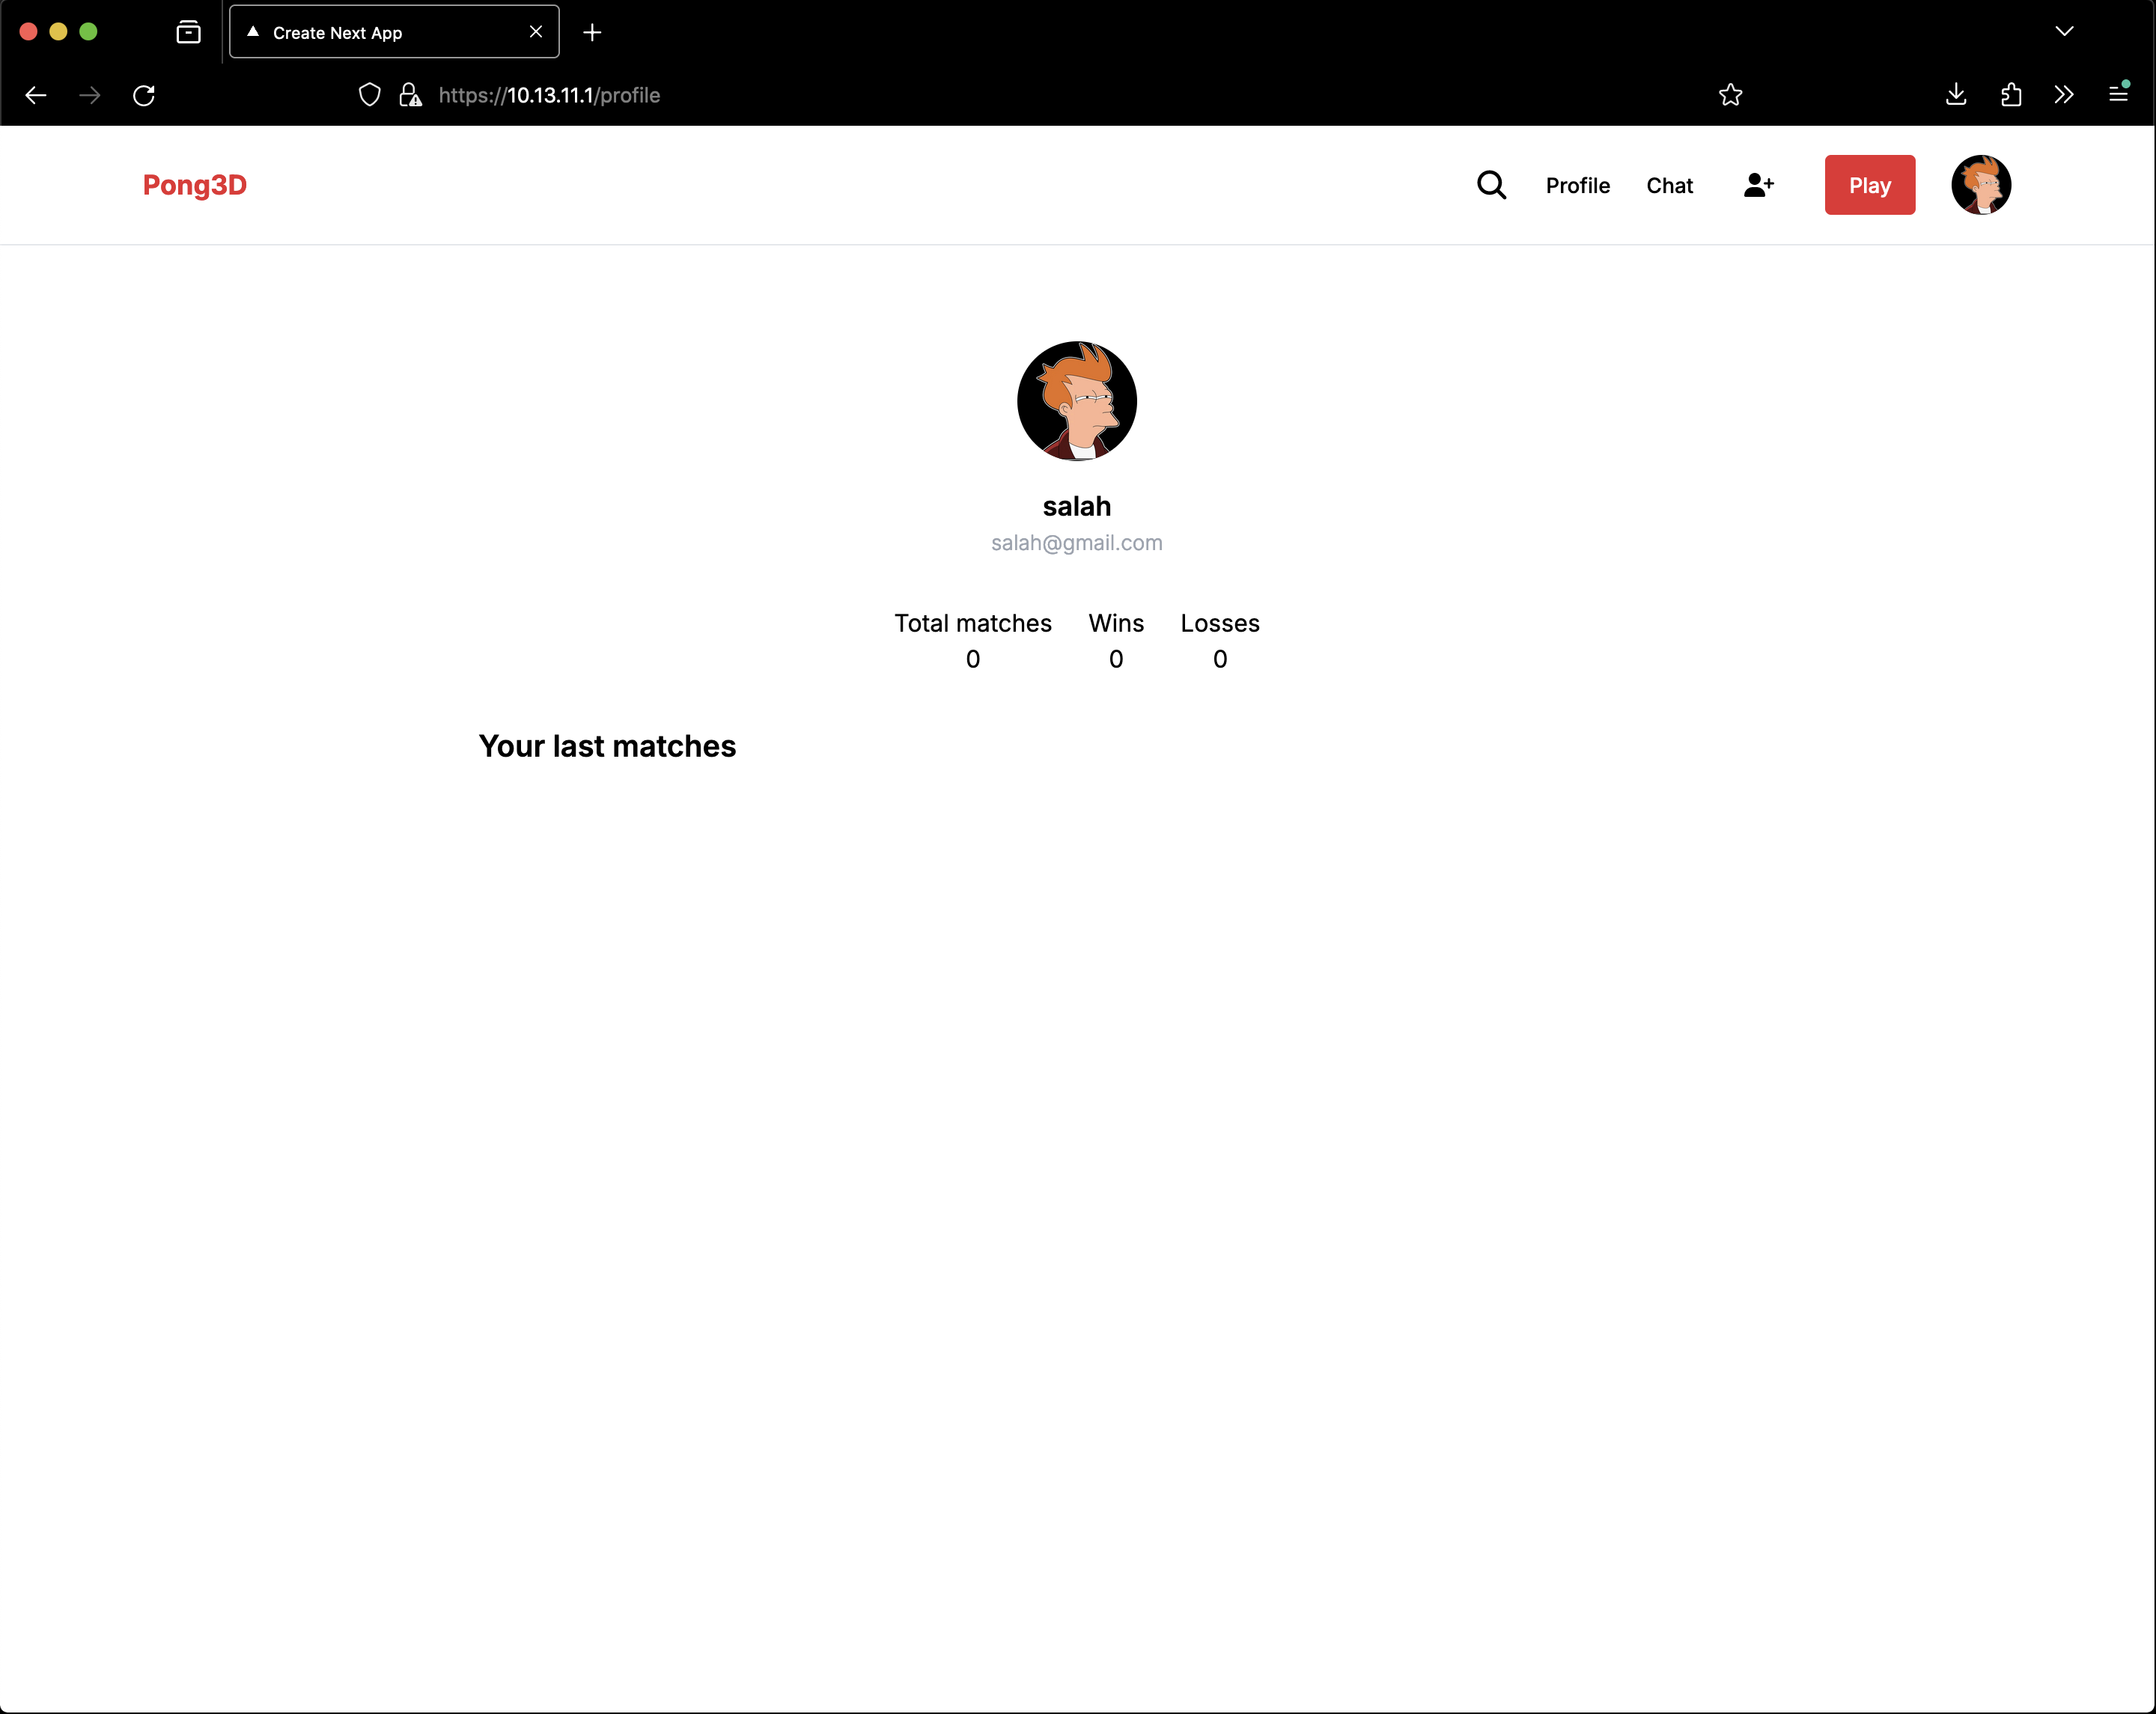 Create Next App
https://10.13.11.1/profile
Pong3D
Profile
Chat
Play
salah
salah@gmail.com
Total matches Wins Losses
0 0 0
Your last matches